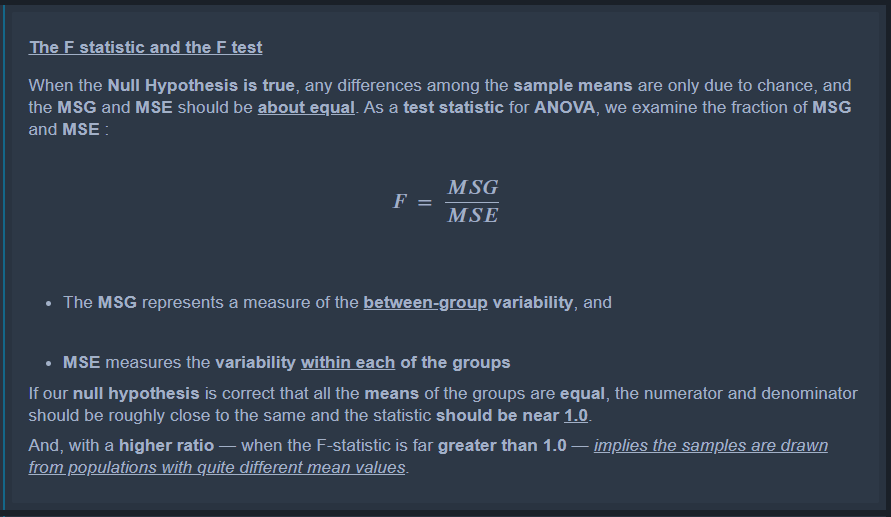 The F statistic and the F test
When the Null Hypothesis is true, any differences among the sample means are only due to chance, and
the MSG and MSE should be about equal. As a test statistic for ANOVA, we examine the fraction of MSG
and MSE :
F = MSG
MSE
• The MSG represents a measure of the between-group variability, and
• MSE measures the variability within each of the groups
If our null hypothesis is correct that all the means of the groups are equal, the numerator and denominator
should be roughly close to the same and the statistic should be near 1.0.
And, with a higher ratio — when the F-statistic is far greater than 1.0 — implies the samples are drawn
from populations with quite different mean values.